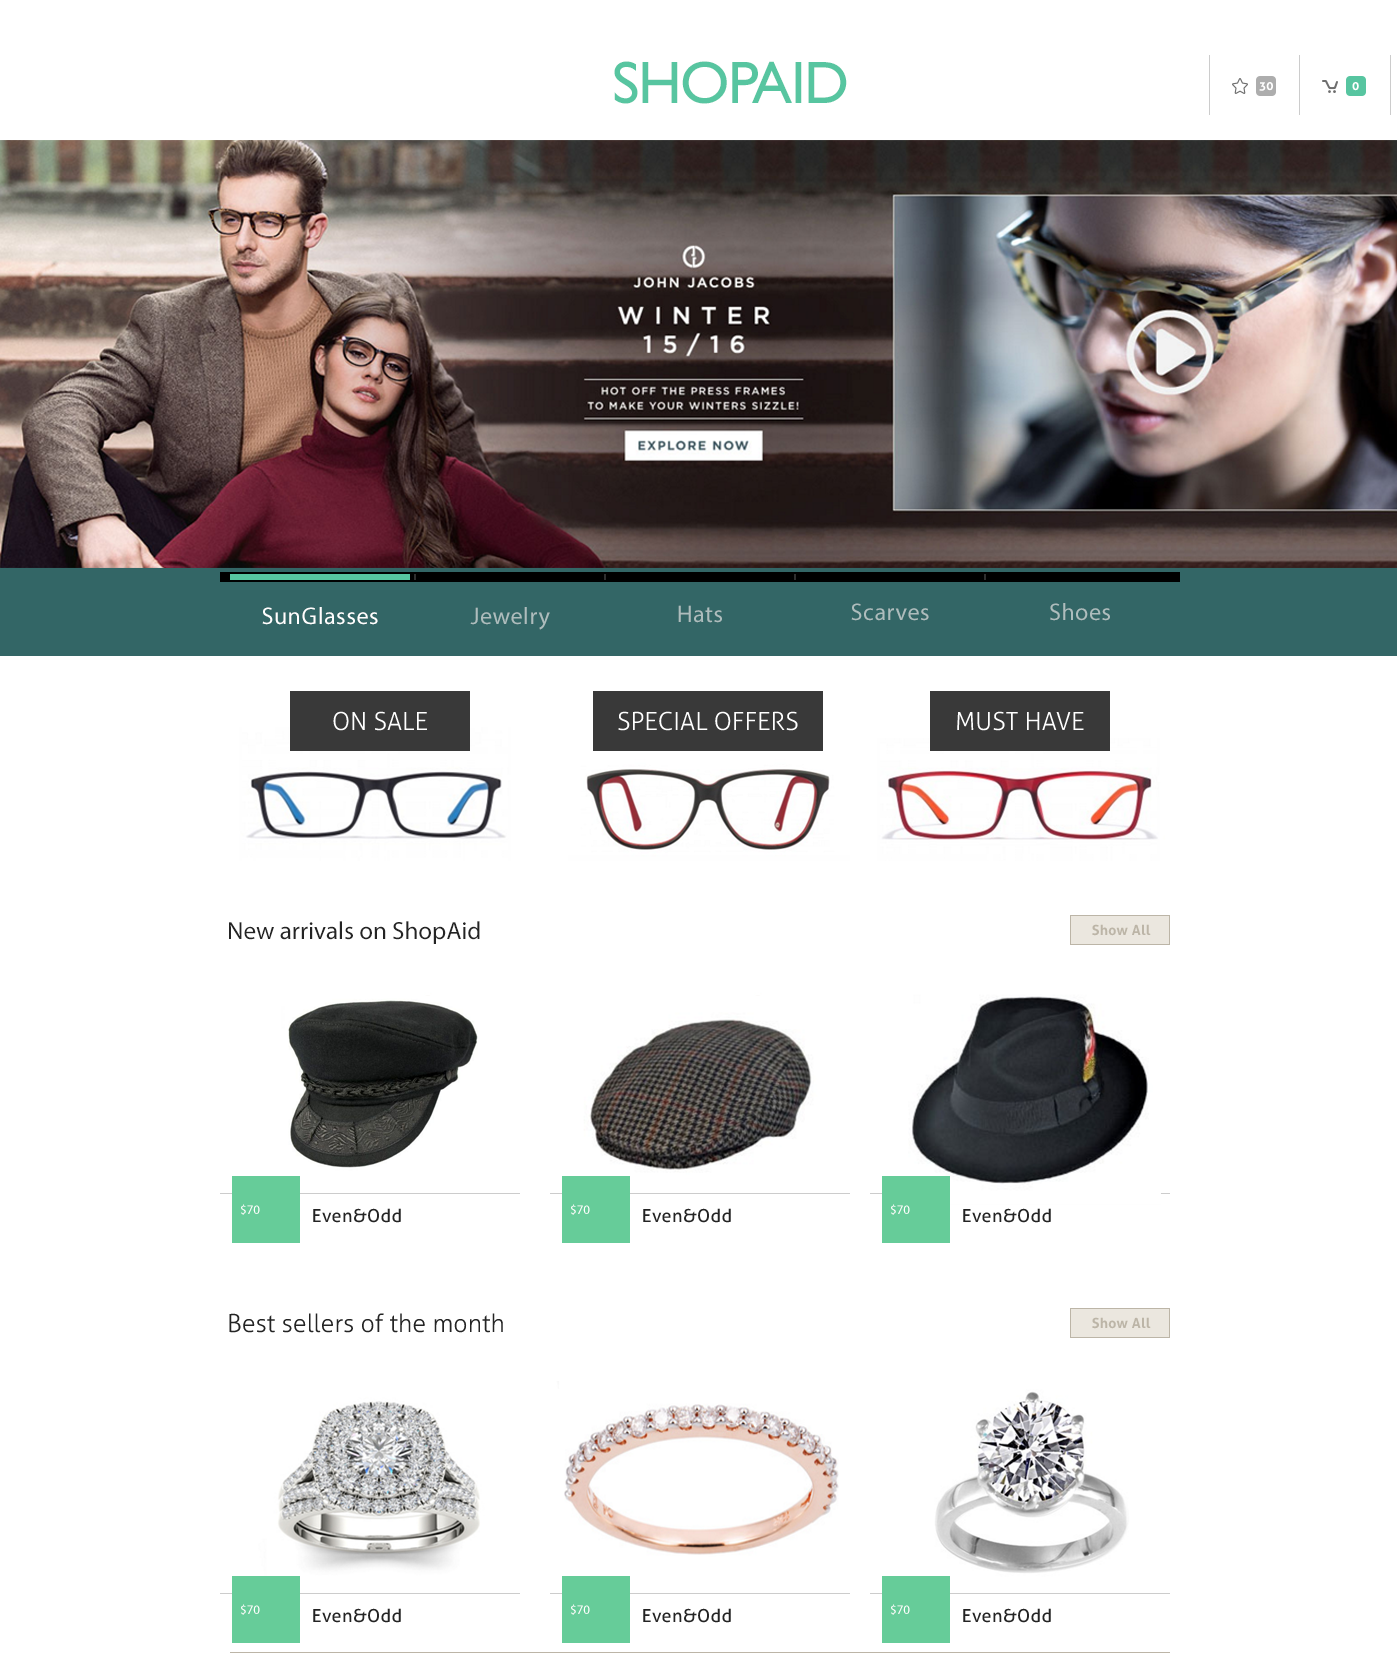 SHOPAID
30
0
JOHN JACOBS
WINTER
15/16
HOT OFF THE PRESS FRAMES
TO MAKE YOUR WINTERS SIZZLE!
EXPLORE NOW
SunGlasses
Jewelry
Hats
Scarves
Shoes
ON SALE
SPECIAL OFFERS
MUST HAVE
New arrivals on ShopAid
Show All
$70
Even&Odd
$70
Even&Odd
$70
Even&Odd
Best sellers of the month
Show All
$70
Even&Odd
$70
Even&Odd
$70
Even&Odd